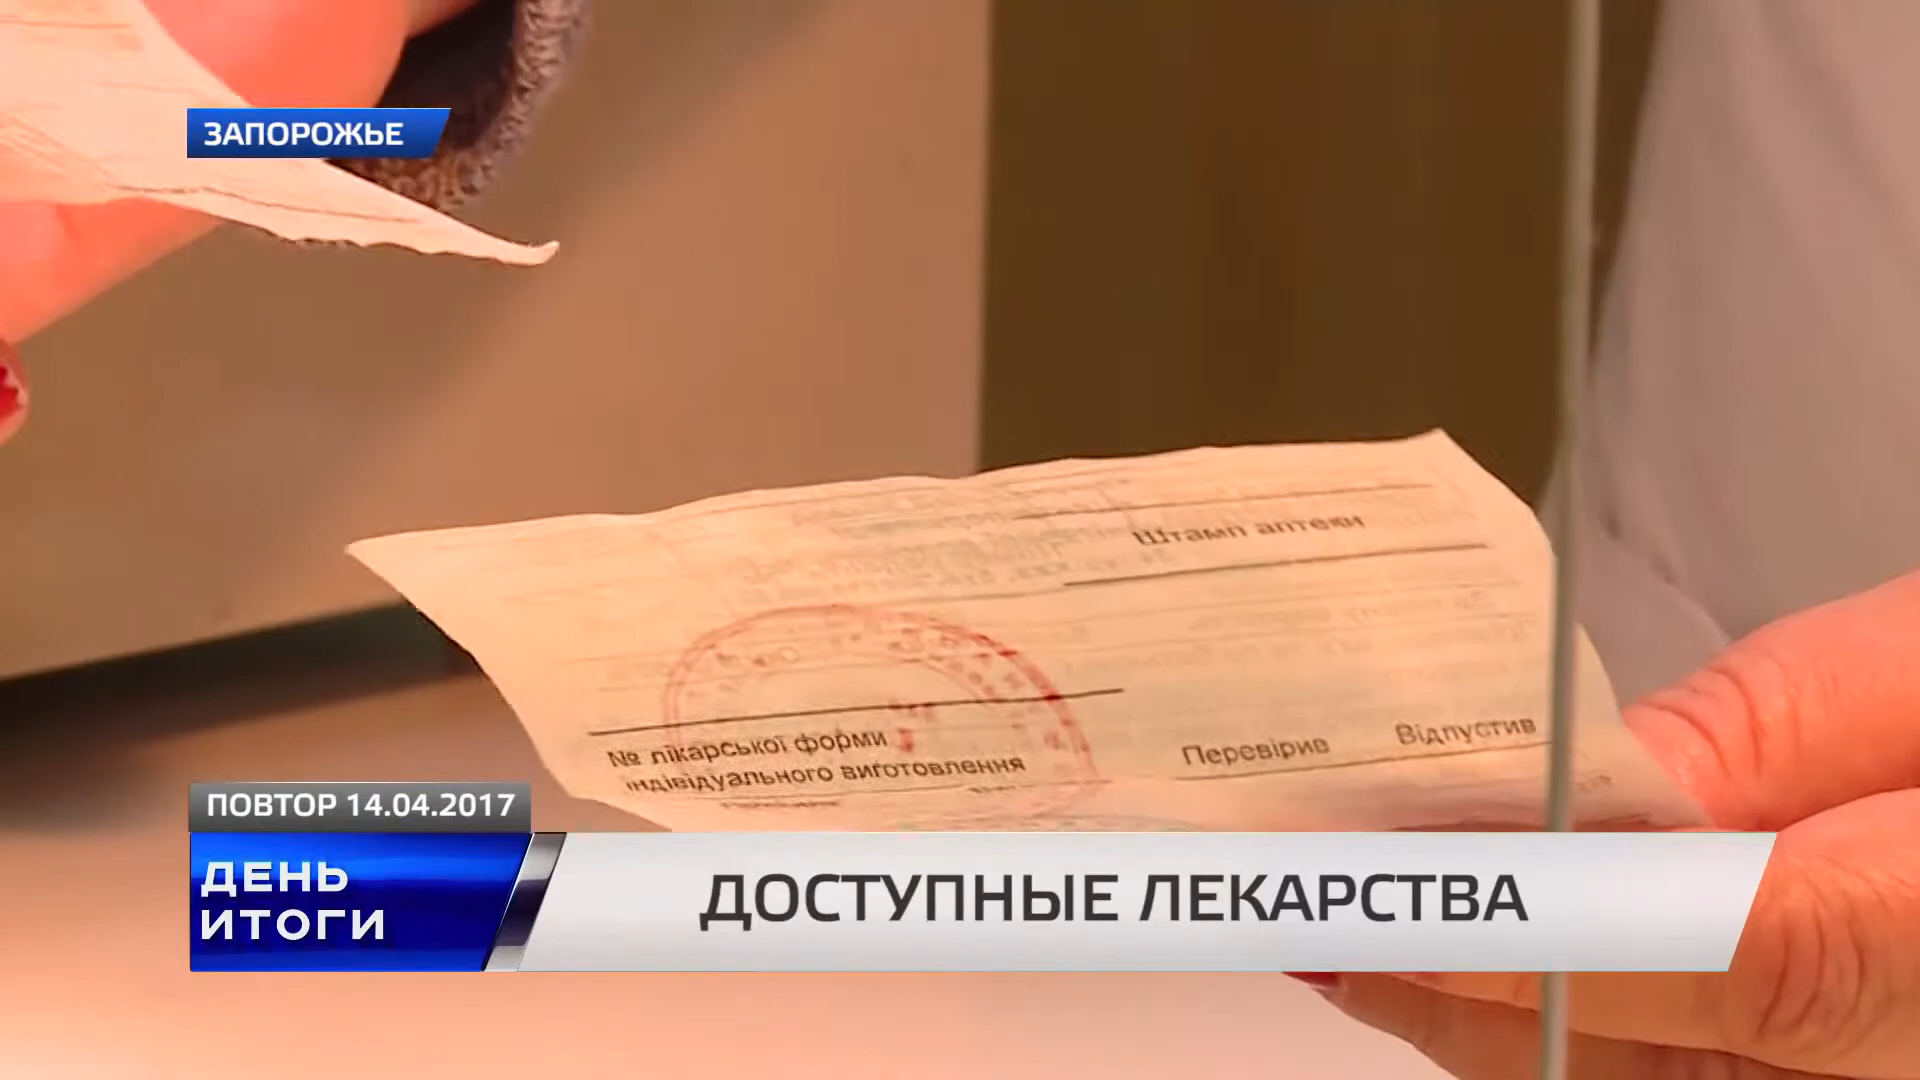 ЗАПОРОЖЬЕ
Штамп аптеки
№ лікарської форми
індивідуального виготовлення
Перевірив
Відпустив
ПОВТОР 14.04.2017
ДЕНЬ
ИТОГИ
ДОСТУПНЫЕ ЛЕКАРСТВА